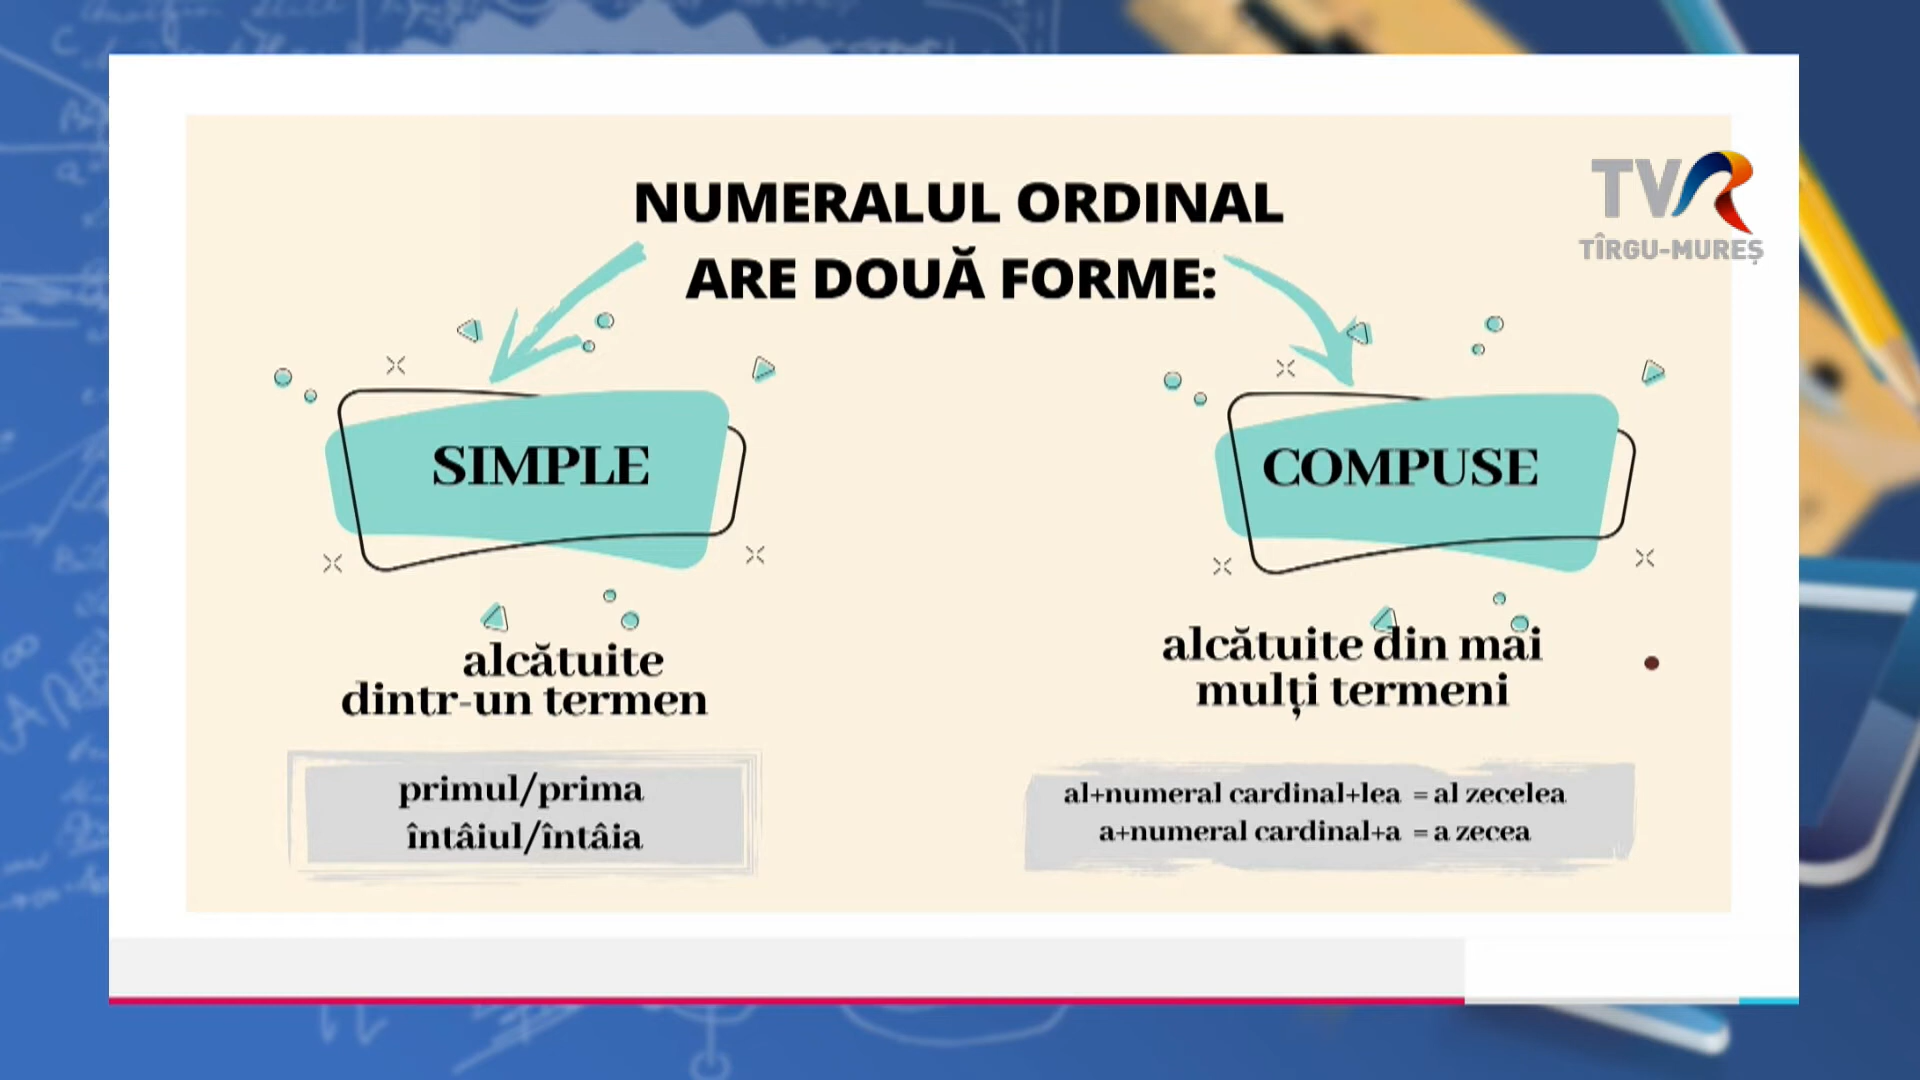 NUMERALUL ORDINAL
ARE DOUĂ FORME:
TVR
TÎRGU-MUREȘ
SIMPLE
alcătuite
dintr-un termen
primul/prima
întâiul/întâia
COMPUSE
alcătuite din mai
mulți termeni
al+numeral cardinal+lea = al zecelea
a+numeral cardinal+a = a zecea